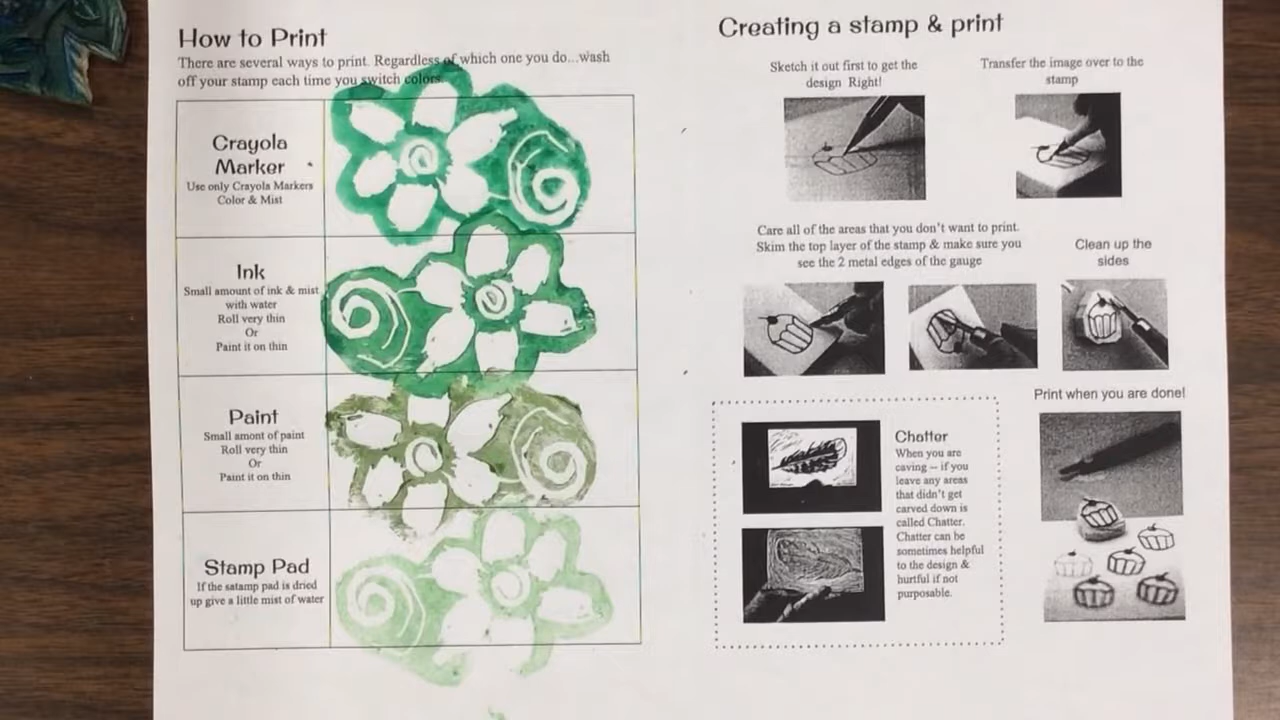 How to Print
There are several ways to print. Regardless of which one you do...wash
off your stamp each time you switch colors.
Crayola
Marker
Use only Crayola Markers
Color & Mist
Ink
Small amount of ink & mist
with water
Roll very thin
Or
Paint it on thin
Paint
Small amont of paint
Roll very thin
Or
Paint it on thin
Stamp Pad
If the satamp pad is dried
up give a little mist of water
Creating a stamp & print
Sketch it out first to get the
design Right!
Transfer the image over to the
stamp
Care all of the areas that you don't want to print.
Skim the top layer of the stamp & make sure you
see the 2 metal edges of the gauge
Clean up the
sides
Print when you are done!
Chatter
When you are
caving – if you
leave any areas
that didn't get
carved down is
called Chatter.
Chatter can be
sometimes helpful
to the design &
hurtful if not
purposable.